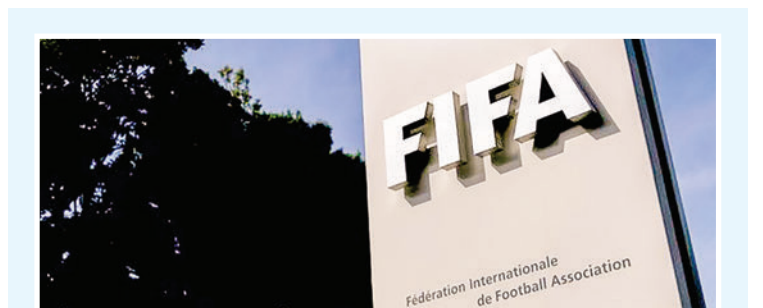 FIFA
Fédération Internationale
de Football Association